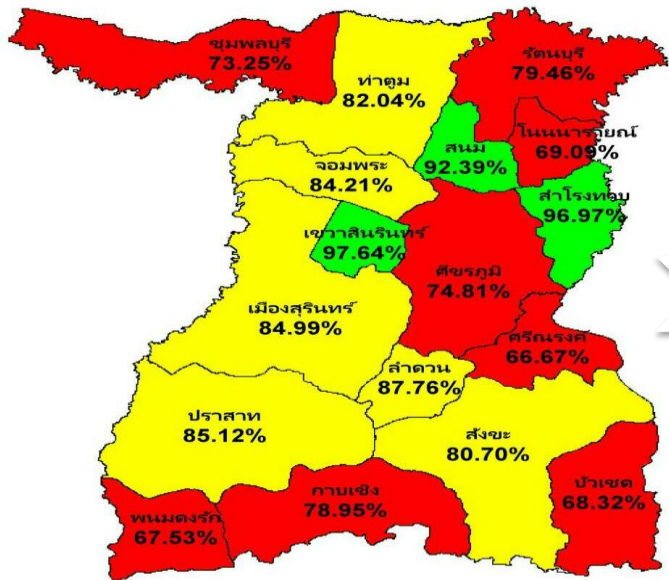 ชุมพลบุรี
73.25%
ท่าตูม
82.04%
รัตนบุรี
79.46%
โนนนารายณ์
69.09%
สนม
92.39%
จอมพระ
84.21%
สำโรงทาบ
96.97%
เขวาสินรินทร์
97.64%
ศีขรภูมิ
74.81%
เมืองสุรินทร์
84.99%
ศรีณรงค์
66.67%
ลำดวน
87.76%
ปราสาท
85.12%
สังขะ
80.70%
บัวเชด
68.32%
กาบเชิง
78.95%
พนมดงรัก
67.53%